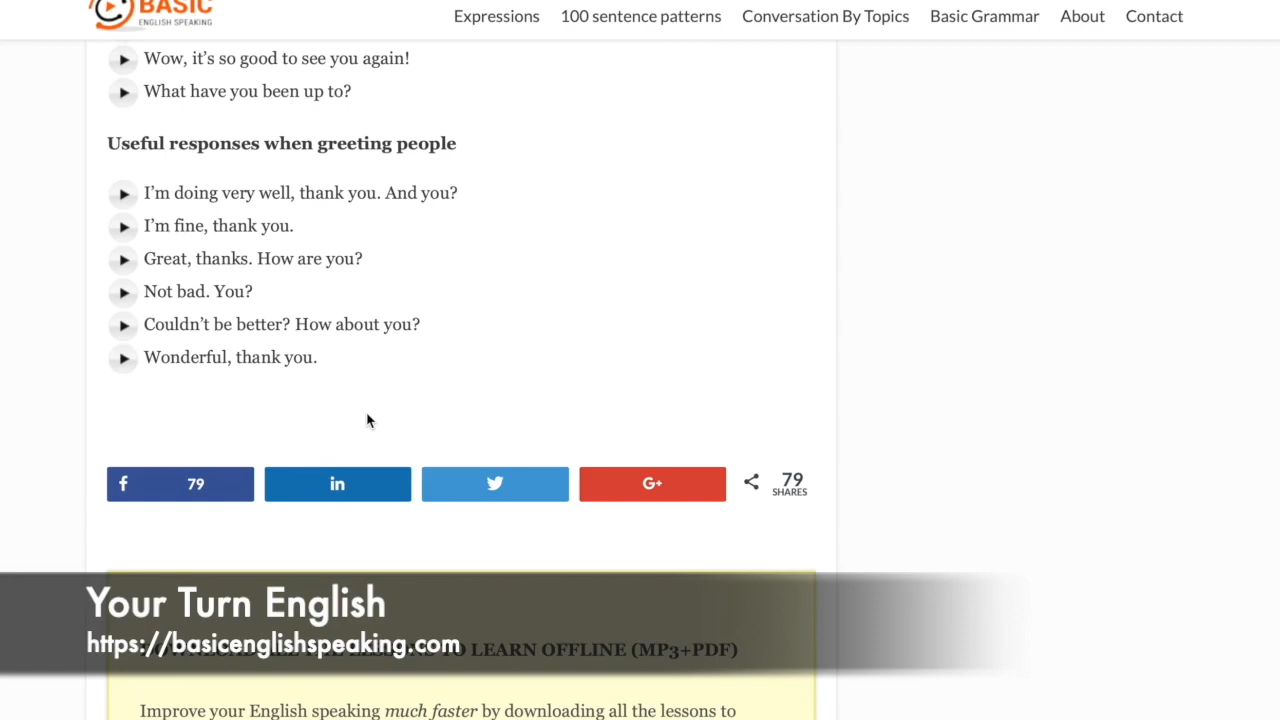 BASIC
ENGLISH SPEAKING
Expressions 100 sentence patterns Conversation By Topics Basic Grammar About Contact
Wow, it's so good to see you again!
What have you been up to?
Useful responses when greeting people
I'm doing very well, thank you. And you?
I'm fine, thank you.
Great, thanks. How are you?
Not bad. You?
Couldn't be better? How about you?
Wonderful, thank you.
79
in
G+
79
SHARES
Your Turn English
https://basicenglishspeaking.com
TO LEARN OFFLINE (MP3+PDF)
Improve your English speaking much faster by downloading all the lessons to